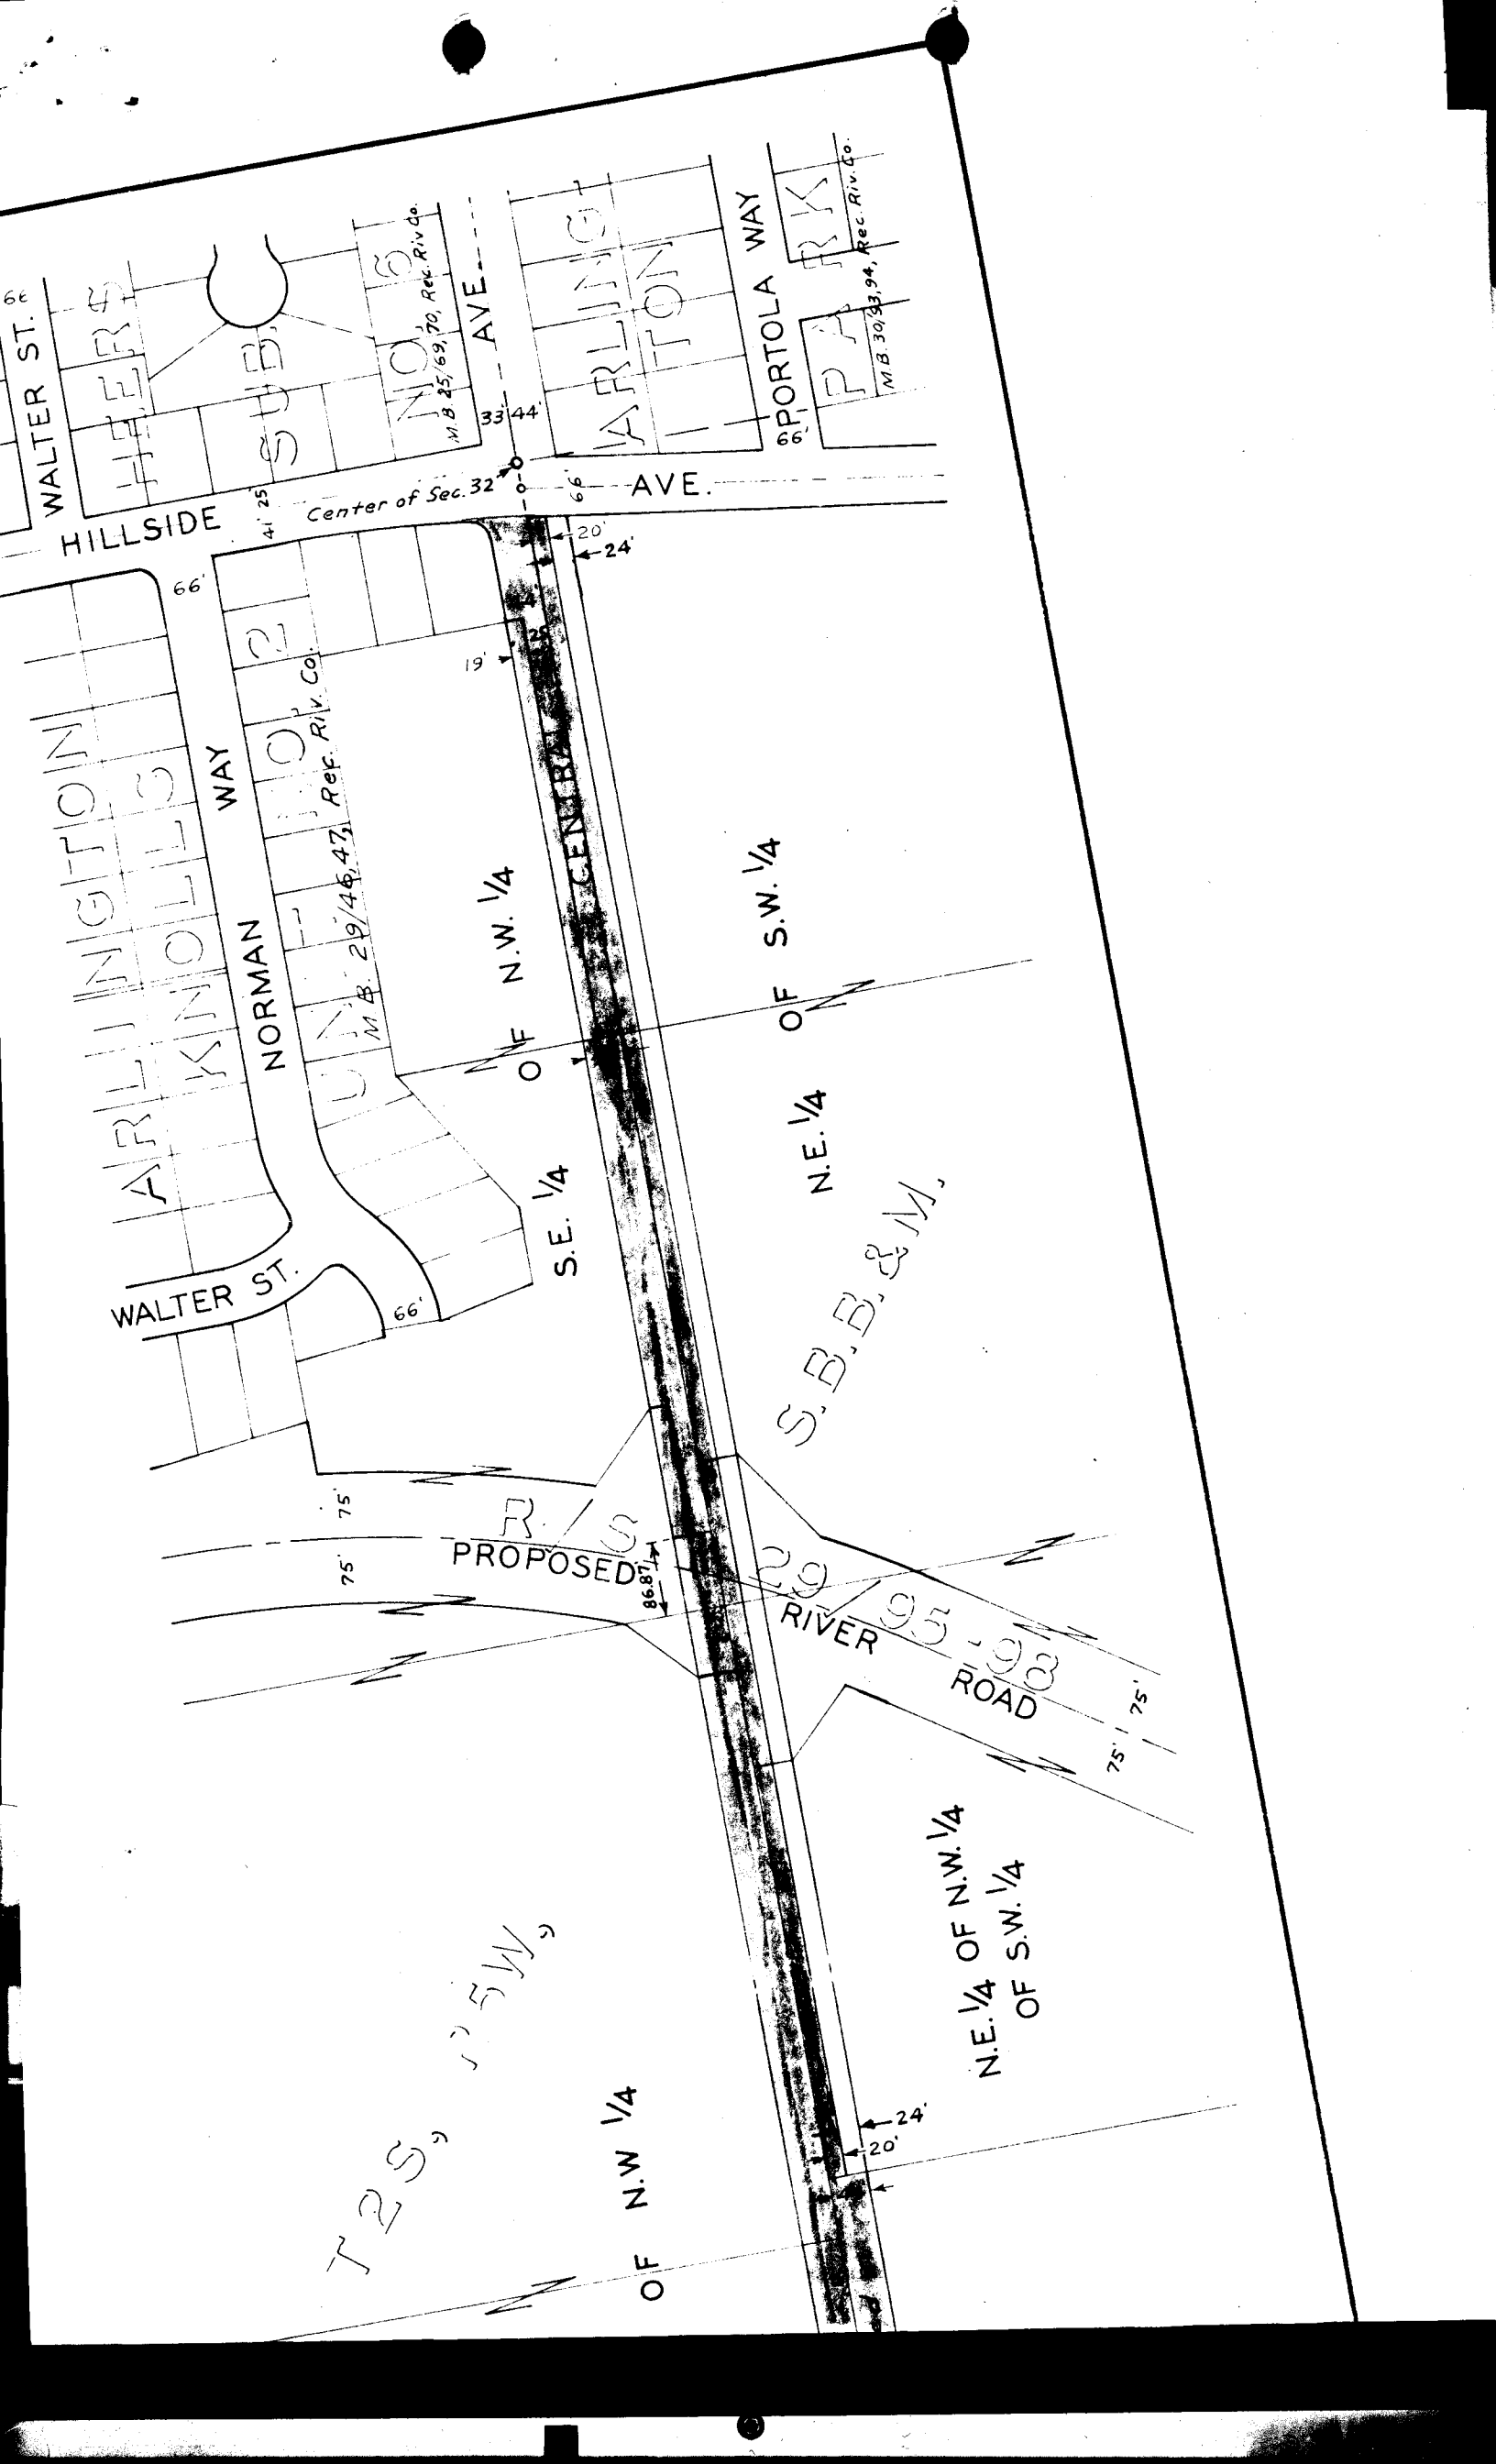 66
WALTER ST.
HEERS
SUB.
NO. 6
M.B. 25/69,70, Rec. Riv Co.
AVE.
ARLING-
TON
PORTOLA WAY
PARK
M.B. 30/93,94, Rec. Riv. Co.
33' 44'
66'
Center of Sec. 32
41' 25'
HILLSIDE
66'
AVE.
20'
24'
66'
19'
ARLINGTON
KNOLLS
NORMAN WAY
UNIT NO. 2
M.B. 29/46,47, Rec. Riv. Co.
CENTRAL
S.E. 1/4 OF N.W. 1/4
N.E. 1/4 OF S.W. 1/4
S.B.B.&M.
WALTER ST.
66'
75'
75'
R/S 29/95-98
PROPOSED
86.87'
RIVER
ROAD
75'
75'
N.E. 1/4 OF N.W. 1/4
OF S.W. 1/4
T2S,
5W,
OF N.W 1/4
24'
20'